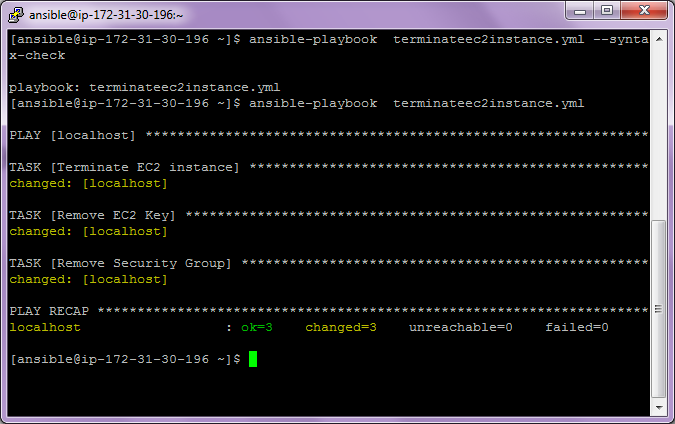 ansible@ip-172-31-30-196:~
[ansible@ip-172-31-30-196 ~]$ ansible-playbook  terminateec2instance.yml --synta
x-check
playbook: terminateec2instance.yml
[ansible@ip-172-31-30-196 ~]$ ansible-playbook  terminateec2instance.yml
PLAY [localhost] ***************************************************************
TASK [Terminate EC2 instance] **************************************************
changed: [localhost]
TASK [Remove EC2 Key] **********************************************************
changed: [localhost]
TASK [Remove Security Group] ***************************************************
changed: [localhost]
PLAY RECAP *********************************************************************
localhost                  : ok=3    changed=3    unreachable=0    failed=0
[ansible@ip-172-31-30-196 ~]$